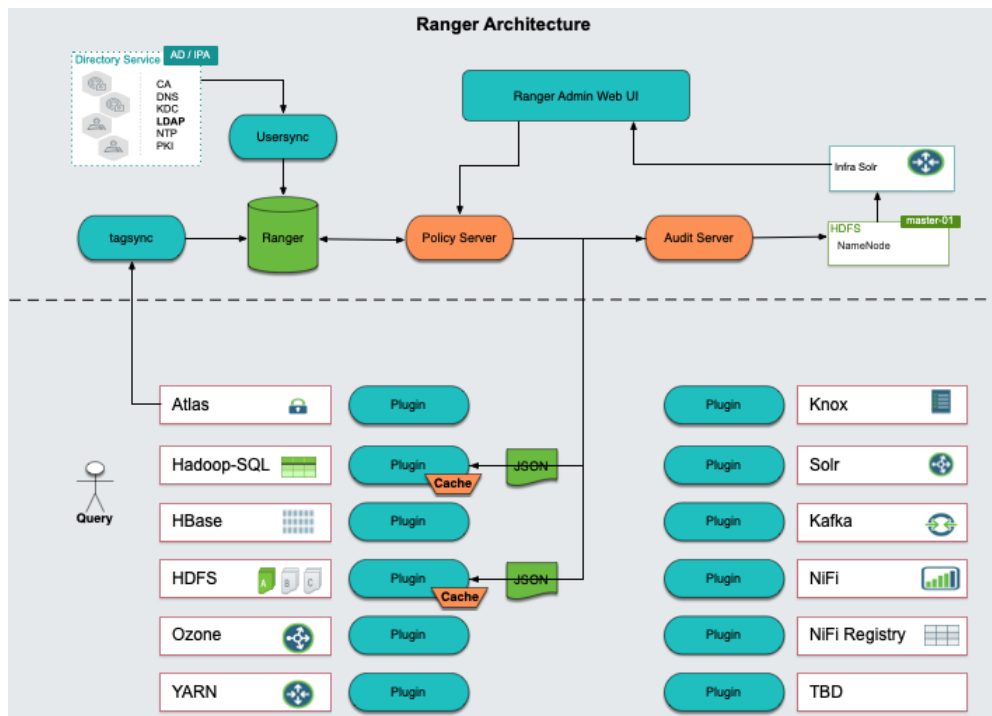 Ranger Architecture
Directory Service
AD / IPA
CA
DNS
KDC
LDAP
NTP
PKI
Usersync
Ranger Admin Web UI
Infra Solr
tagsync
Ranger
Policy Server
Audit Server
master-01
HDFS
NameNode
Atlas
Plugin
Plugin
Knox
Hadoop-SQL
Plugin
Cache
JSON
Plugin
Solr
Query
HBase
Plugin
Plugin
Kafka
HDFS
A
B
C
Plugin
Cache
JSON
Plugin
NiFi
Ozone
Plugin
Plugin
NiFi Registry
YARN
Plugin
Plugin
TBD